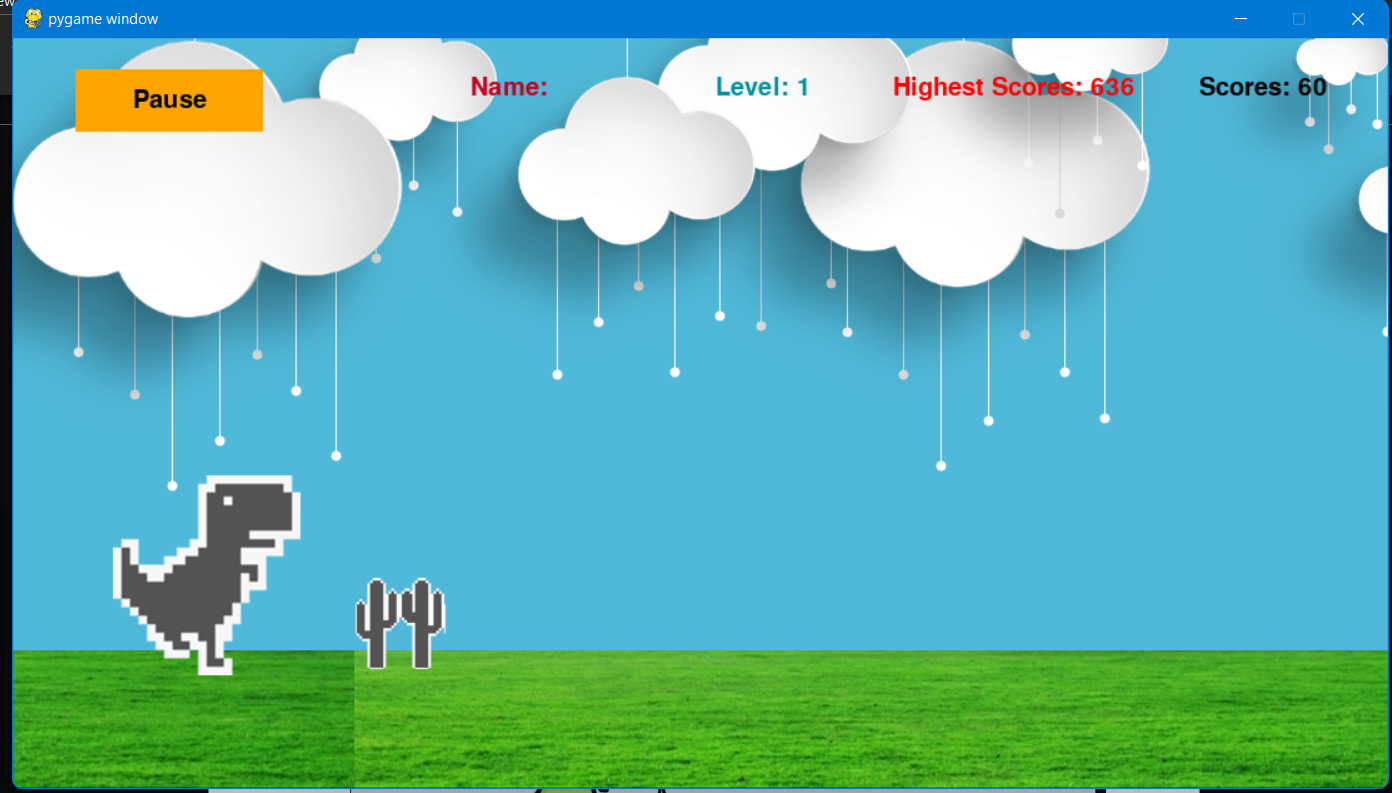 pygame window
Pause
Name:
Level: 1
Highest Scores: 636
Scores: 60